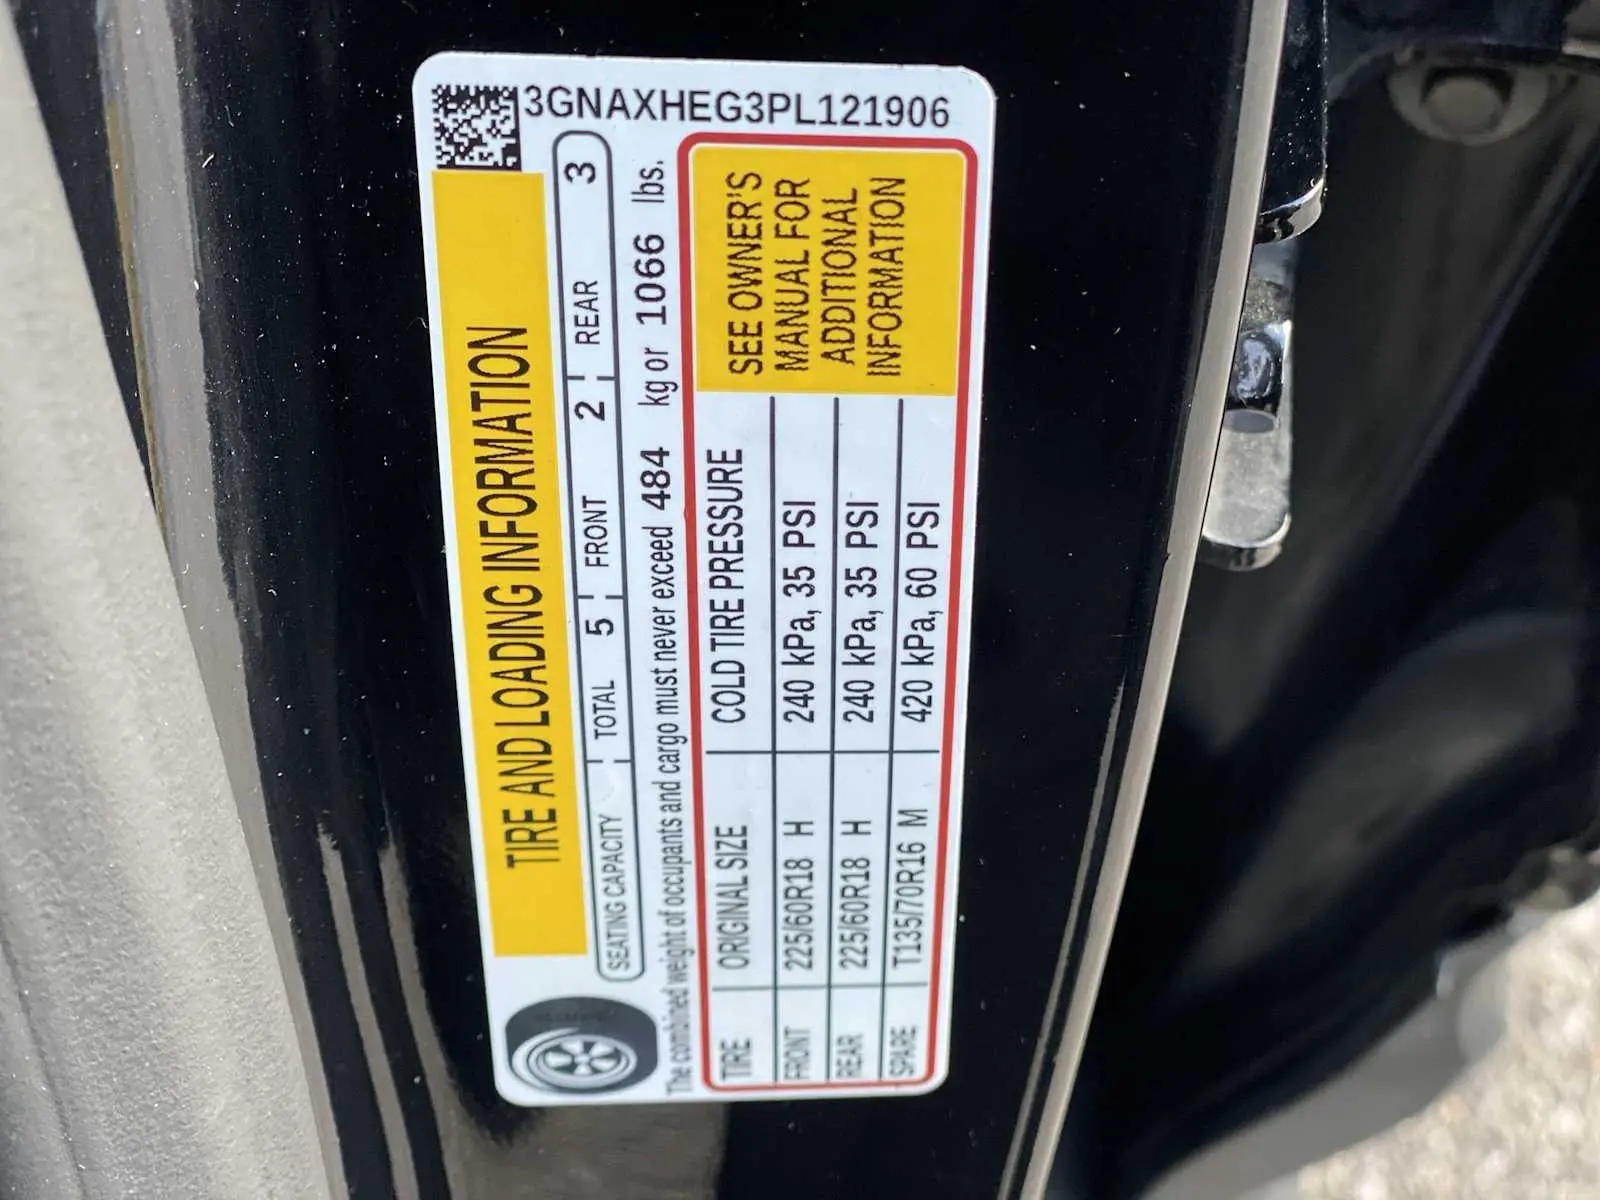 3GNAXHEG3PL121906
TIRE AND LOADING INFORMATION
SEATING CAPACITY TOTAL 5 FRONT 2 REAR 3
The combined weight of occupants and cargo must never exceed 484 kg or 1066 lbs.
TIRE ORIGINAL SIZE COLD TIRE PRESSURE
FRONT 225/60R18 H 240 kPa, 35 PSI
REAR 225/60R18 H 240 kPa, 35 PSI
SPARE T135/70R16 M 420 kPa, 60 PSI
SEE OWNER'S
MANUAL FOR
ADDITIONAL
INFORMATION